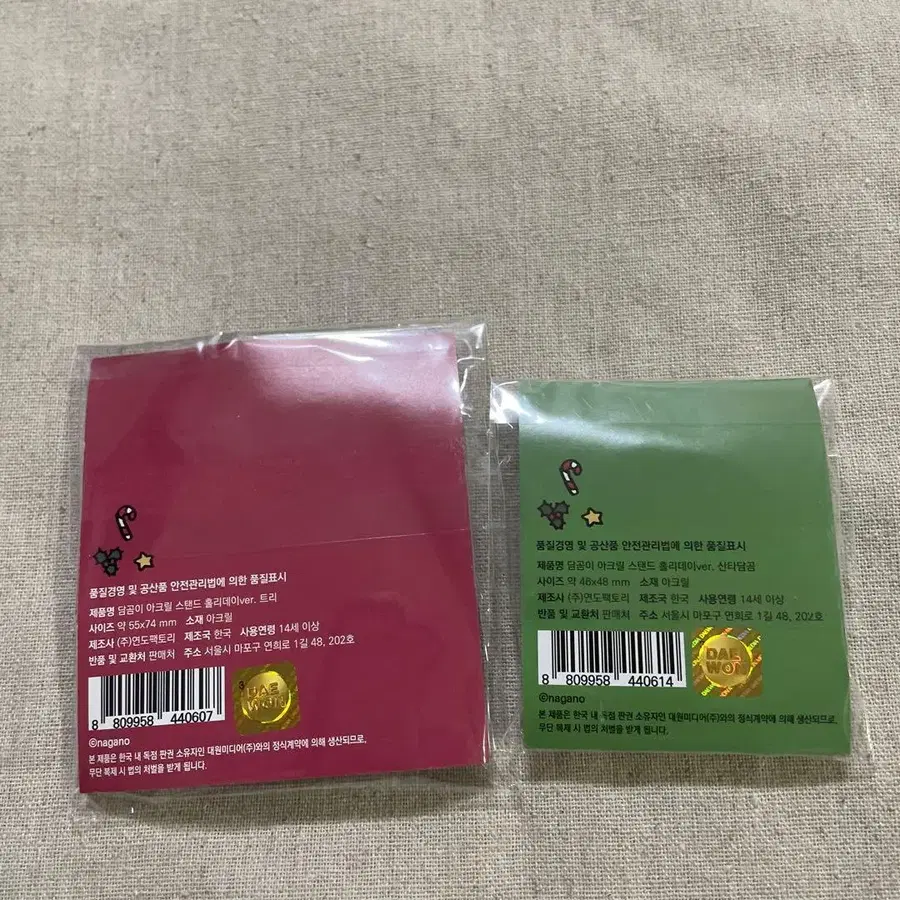 품질경영 및 공산품 안전관리법에 의한 품질표시
제품명 담곰이 아크릴 스탠드 홀리데이ver. 트리
사이즈 약 55x74 mm 소재 아크릴
제조사 (주)연도팩토리 제조국 한국 사용연령 14세 이상
반품 및 교환처 판매처 주소 서울시 마포구 연희로 1길 48, 202호
8 809958 440607
3
DAE
WON
©nagano
본 제품은 한국 내 독점 판권 소유자인 대원미디어(주)와의 정식계약에 의해 생산되므로,
무단 복제 시 법의 처벌을 받게 됩니다.
품질경영 및 공산품 안전관리법에 의한 품질표시
제품명 담곰이 아크릴 스탠드 홀리데이ver. 산타담곰
사이즈 약 48x48 mm 소재 아크릴
제조사 (주)연도팩토리 제조국 한국 사용연령 14세 이상
반품 및 교환처 판매처 주소 서울시 마포구 연희로 1길 48, 202호
8 809958 440614
DAE
WON
©nagano
본 제품은 한국 내 독점 판권 소유자인 대원미디어(주)와의 정식계약에 의해 생산되므로,
무단 복제 시 법의 처벌을 받게 됩니다.